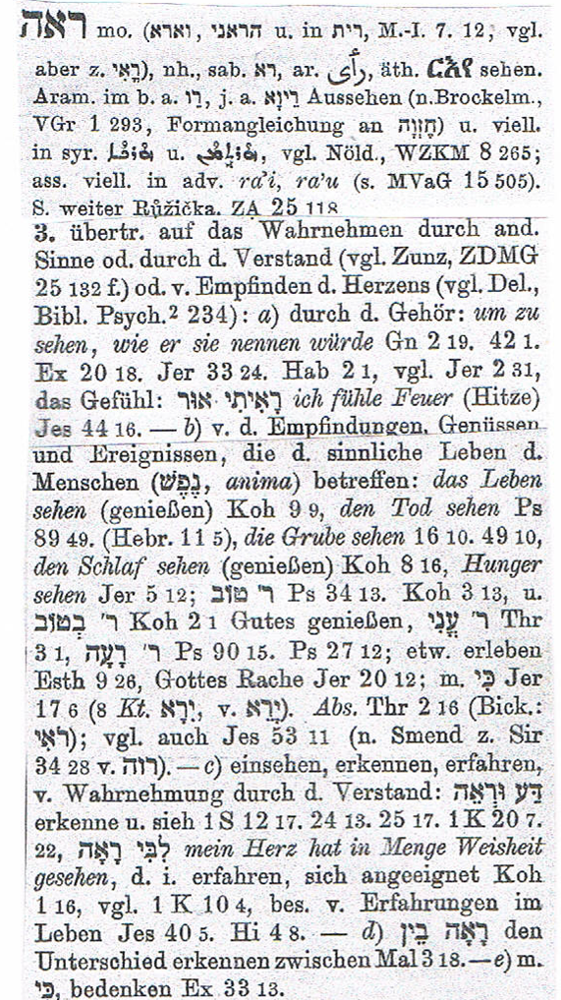 ראה mo. (וארא, הראני u. in רית, M.-I. 7. 12; vgl.
aber z. רֳאִי), nh., sab. רא, ar. رأى, äth. ርእየ sehen.
Aram. im b. a. רֵו, j. a. רֵיוָא Aussehen (n.Brockelm.,
VGr 1 293, Formangleichung an חֶזְוָה) u. viell.
in syr. u. vgl. Nöld., WZKM 8 265;
ass. viell. in adv. ra’i, ra’u (s. MVaG 15 505).
S. weiter Růžička. ZA 25 118
3. übertr. auf das Wahrnehmen durch and.
Sinne od. durch d. Verstand (vgl. Zunz, ZDMG
25 132 f.) od. v. Empfinden d. Herzens (vgl. Del.,
Bibl. Psych.² 234): a) durch d. Gehör: um zu
sehen, wie er sie nennen würde Gn 2 19. 42 1.
Ex 20 18. Jer 33 24. Hab 2 1, vgl. Jer 2 31,
das Gefühl: רָאִיתִי אוּר ich fühle Feuer (Hitze)
Jes 44 16. — b) v. d. Empfindungen, Genüssen
und Ereignissen, die d. sinnliche Leben d.
Menschen (נֶפֶשׁ, anima) betreffen: das Leben
sehen (genießen) Koh 9 9, den Tod sehen Ps
89 49. (Hebr. 11 5), die Grube sehen 16 10. 49 10,
den Schlaf sehen (genießen) Koh 8 16, Hunger
sehen Jer 5 12; ר׳ טוֹב Ps 34 13. Koh 3 13, u.
ר׳ בְטוֹב Koh 2 1 Gutes genießen, ר׳ עֳנִי Thr
3 1, ר׳ רָעָה Ps 90 15. Ps 27 12; etw. erleben
Esth 9 26, Gottes Rache Jer 20 12; m. כִּי Jer
17 6 (8 Kt. יִרָא, v. יָרֵא). Abs. Thr 2 16 (Bick.:
רֹאִי); vgl. auch Jes 53 11 (n. Smend z. Sir
34 28 v. רוה). — c) einsehen, erkennen, erfahren,
v. Wahrnehmung durch d. Verstand: דַּע וּרְאֵה
erkenne u. sieh 1 S 12 17. 24 13. 25 17. 1 K 20 7.
22, לִבִּי רָאָה mein Herz hat in Menge Weisheit
gesehen, d. i. erfahren, sich angeeignet Koh
1 16, vgl. 1 K 10 4, bes. v. Erfahrungen im
Leben Jes 40 5. Hi 4 8. — d) רָאָה בֵין den
Unterschied erkennen zwischen Mal 3 18. — e) m.
כִּי, bedenken Ex 33 13.